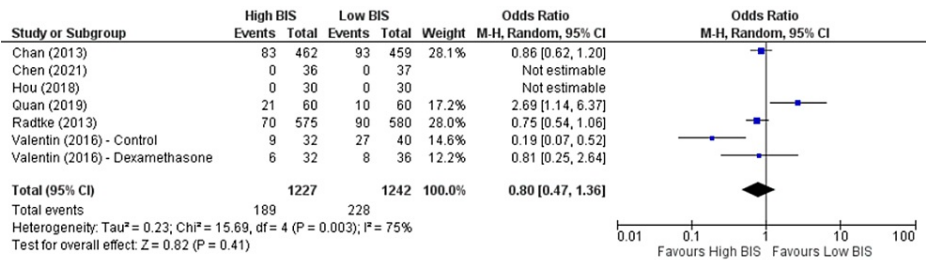 High BIS Low BIS Odds Ratio Odds Ratio
Study or Subgroup Events Total Events Total Weight M-H, Random, 95% CI M-H, Random, 95% CI
Chan (2013) 83 462 93 459 28.1% 0.86 [0.62, 1.20]
Chen (2021) 0 36 0 37 Not estimable
Hou (2018) 0 30 0 30 Not estimable
Quan (2019) 21 60 10 60 17.2% 2.69 [1.14, 6.37]
Radtke (2013) 70 575 90 580 28.0% 0.75 [0.54, 1.06]
Valentin (2016) - Control 9 32 27 40 14.6% 0.19 [0.07, 0.52]
Valentin (2016) - Dexamethasone 6 32 8 36 12.2% 0.81 [0.25, 2.64]
Total (95% CI) 1227 1242 100.0% 0.80 [0.47, 1.36]
Total events 189 228
Heterogeneity: Tau² = 0.23; Chi² = 15.69, df = 4 (P = 0.003); I² = 75%
Test for overall effect: Z = 0.82 (P = 0.41)
0.01 0.1 1 10 100
Favours High BIS Favours Low BIS